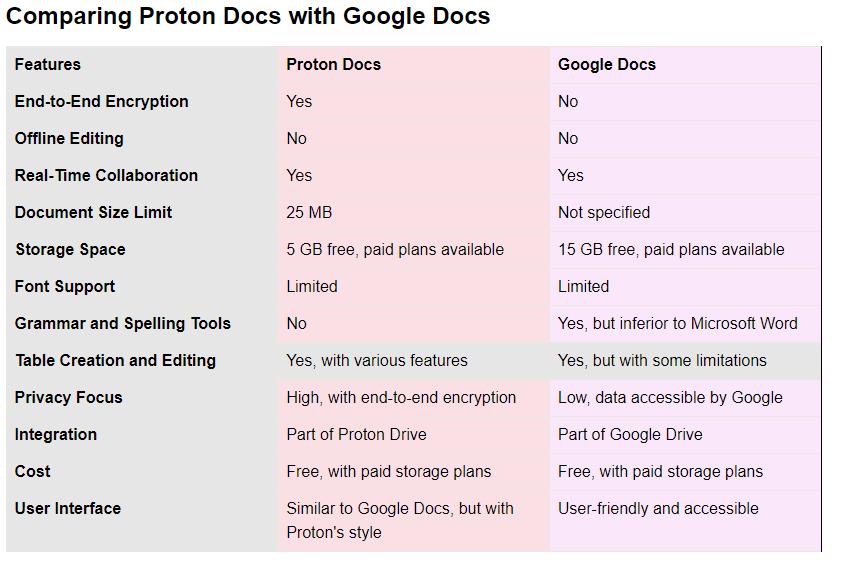 Comparing Proton Docs with Google Docs
Features Proton Docs Google Docs
End-to-End Encryption Yes No
Offline Editing No No
Real-Time Collaboration Yes Yes
Document Size Limit 25 MB Not specified
Storage Space 5 GB free, paid plans available 15 GB free, paid plans available
Font Support Limited Limited
Grammar and Spelling Tools No Yes, but inferior to Microsoft Word
Table Creation and Editing Yes, with various features Yes, but with some limitations
Privacy Focus High, with end-to-end encryption Low, data accessible by Google
Integration Part of Proton Drive Part of Google Drive
Cost Free, with paid storage plans Free, with paid storage plans
User Interface Similar to Google Docs, but with User-friendly and accessible
Proton's style